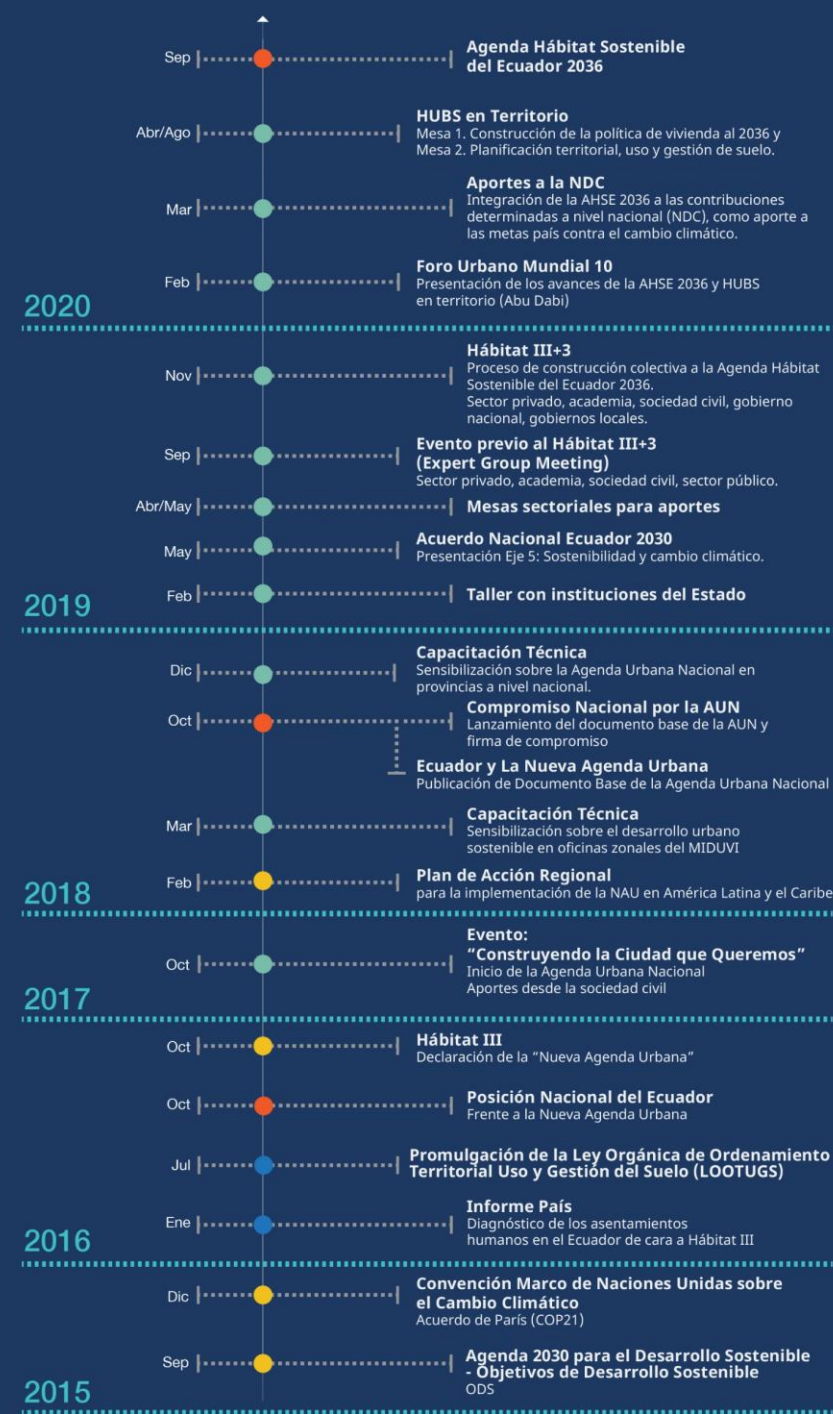 Sep
Agenda Hábitat Sostenible
del Ecuador 2036
Abr/Ago
HUBS en Territorio
Mesa 1. Construcción de la política de vivienda al 2036 y
Mesa 2. Planificación territorial, uso y gestión de suelo.
Mar
Aportes a la NDC
Integración de la AHSE 2036 a las contribuciones
determinadas a nivel nacional (NDC), como aporte a
las metas país contra el cambio climático.
Feb
Foro Urbano Mundial 10
Presentación de los avances de la AHSE 2036 y HUBS
en territorio (Abu Dabi)
2020
Nov
Hábitat III+3
Proceso de construcción colectiva a la Agenda Hábitat
Sostenible del Ecuador 2036.
Sector privado, academia, sociedad civil, gobierno
nacional, gobiernos locales.
Sep
Evento previo al Hábitat III+3
(Expert Group Meeting)
Sector privado, academia, sociedad civil, sector público.
Abr/May
Mesas sectoriales para aportes
May
Acuerdo Nacional Ecuador 2030
Presentación Eje 5: Sostenibilidad y cambio climático.
Feb
Taller con instituciones del Estado
2019
Dic
Capacitación Técnica
Sensibilización sobre la Agenda Urbana Nacional en
provincias a nivel nacional.
Oct
Compromiso Nacional por la AUN
Lanzamiento del documento base de la AUN y
firma de compromiso
Ecuador y La Nueva Agenda Urbana
Publicación de Documento Base de la Agenda Urbana Nacional
Mar
Capacitación Técnica
Sensibilización sobre el desarrollo urbano
sostenible en oficinas zonales del MIDUVI
Feb
Plan de Acción Regional
para la implementación de la NAU en América Latina y el Caribe
2018
Oct
Evento:
“Construyendo la Ciudad que Queremos”
Inicio de la Agenda Urbana Nacional
Aportes desde la sociedad civil
2017
Oct
Hábitat III
Declaración de la “Nueva Agenda Urbana”
Oct
Posición Nacional del Ecuador
Frente a la Nueva Agenda Urbana
Jul
Promulgación de la Ley Orgánica de Ordenamiento
Territorial Uso y Gestión del Suelo (LOOTUGS)
Ene
Informe País
Diagnóstico de los asentamientos
humanos en el Ecuador de cara a Hábitat III
2016
Dic
Convención Marco de Naciones Unidas sobre
el Cambio Climático
Acuerdo de París (COP21)
Sep
Agenda 2030 para el Desarrollo Sostenible
- Objetivos de Desarrollo Sostenible
ODS
2015